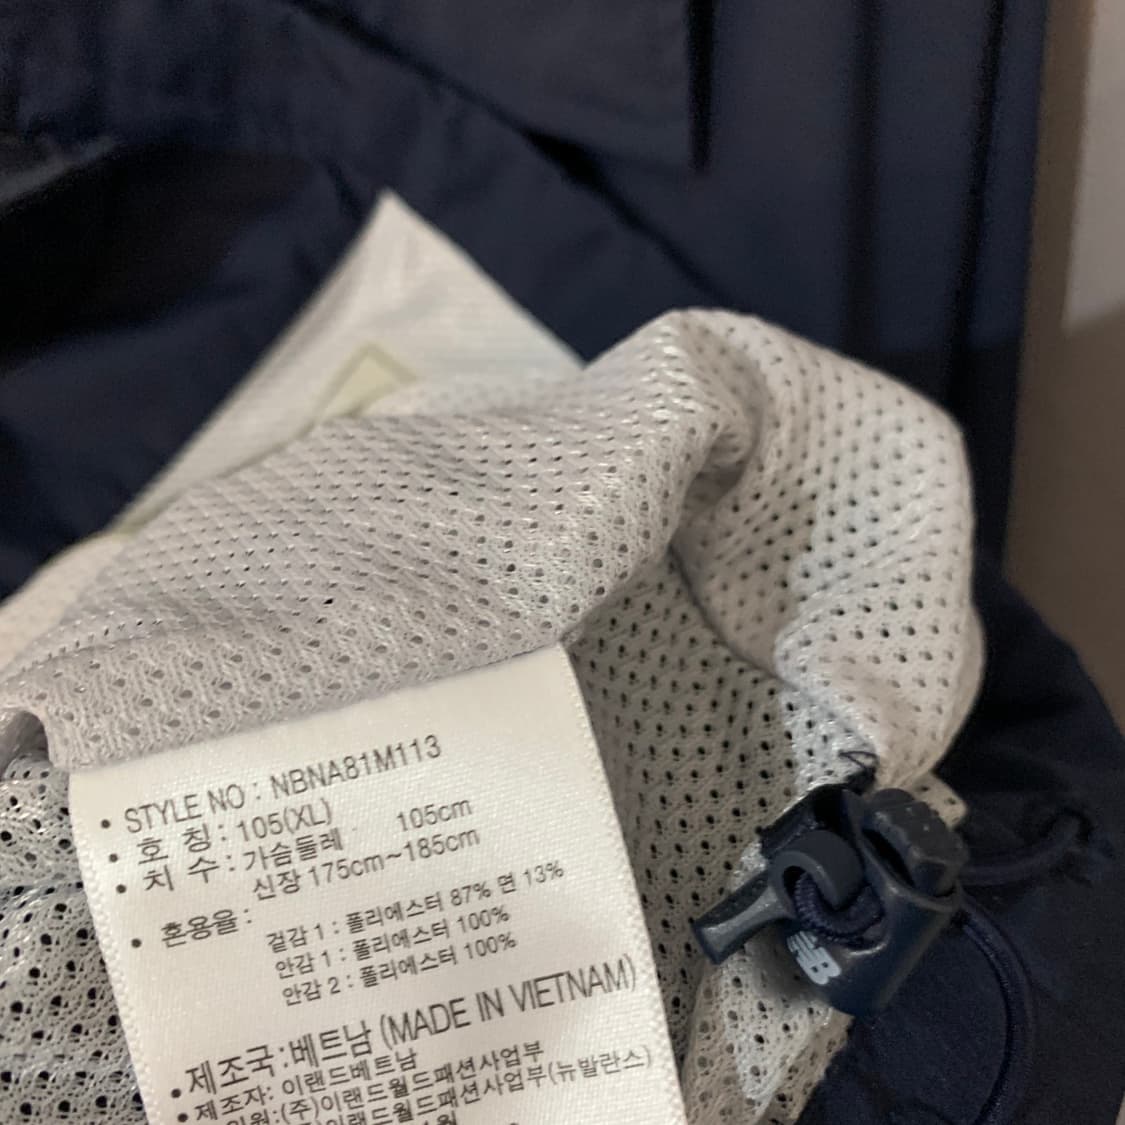 • STYLE NO : NBNA81M113
• 호 칭 : 105(XL)
• 치 수 : 가슴둘레 105cm
신장 175cm~185cm
• 혼용율 :
겉감 1 : 폴리에스터 87% 면 13%
안감 1 : 폴리에스터 100%
안감 2 : 폴리에스터 100%
• 제조국:베트남 (MADE IN VIETNAM)
• 제조자: 이랜드베트남
원:(주)이랜드월드패션사업부
이랜드월드패션사업부(뉴발란스)
NB